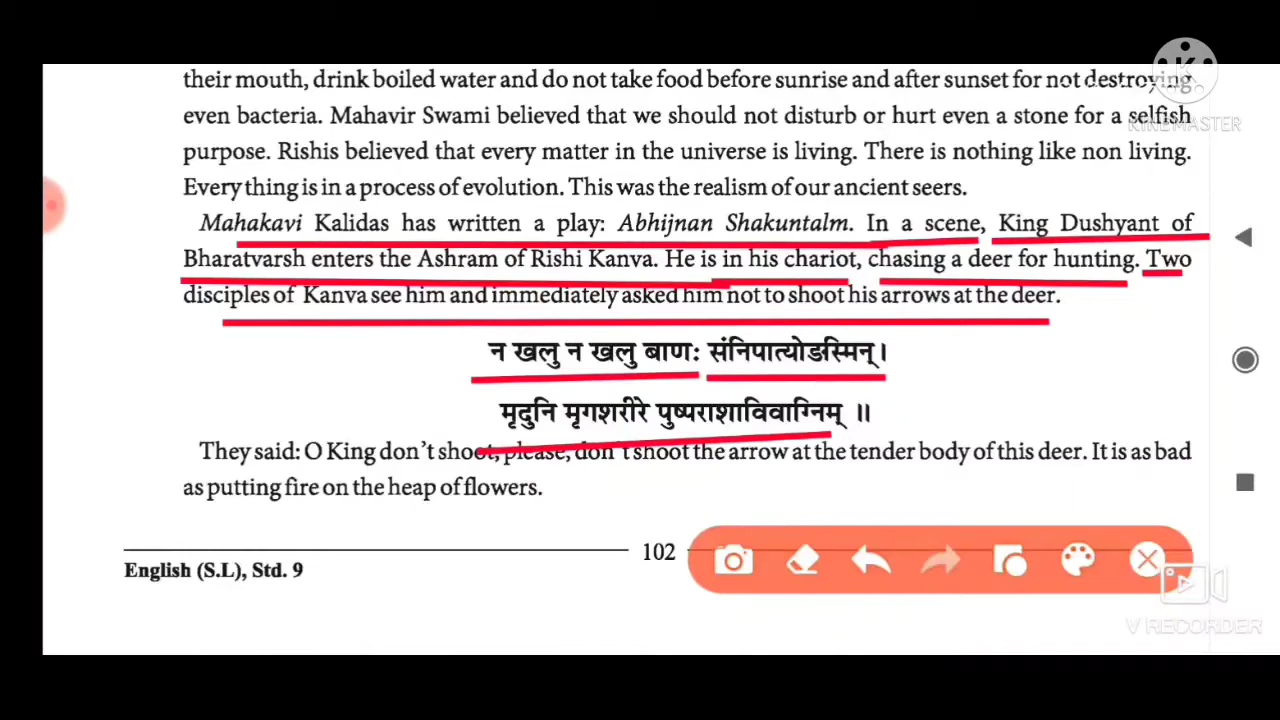 their mouth, drink boiled water and do not take food before sunrise and after sunset for not destroying
even bacteria. Mahavir Swami believed that we should not disturb or hurt even a stone for a selfish
purpose. Rishis believed that every matter in the universe is living. There is nothing like non living.
Everything is in a process of evolution. This was the realism of our ancient seers.
Mahakavi Kalidas has written a play: Abhijnan Shakuntalm. In a scene, King Dushyant of
Bharatvarsh enters the Ashram of Rishi Kanva. He is in his chariot, chasing a deer for hunting. Two
disciples of Kanva see him and immediately asked him not to shoot his arrows at the deer.
न खलु न खलु बाणः संनिपात्योडस्मिन्।
मृदुनि मृगशरीरे पुष्पराशाविवाग्निम् ॥
They said: O King don't shoot, please, don't shoot the arrow at the tender body of this deer. It is as bad
as putting fire on the heap of flowers.
102
English (S.L), Std. 9
KINEMASTER
V RECORDER